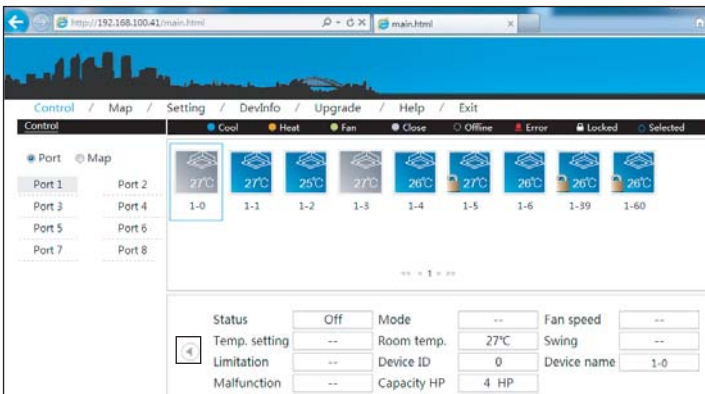 http://192.168.100.41/main.html
main.html
Control / Map / Setting / DevInfo / Upgrade / Help / Exit
Control
Cool Heat Fan Close Offline Error Locked Selected
Port Map
Port 1 Port 2
Port 3 Port 4
Port 5 Port 6
Port 7 Port 8
27°C 27°C 25°C 27°C 26°C 27°C 26°C 26°C 26°C
1-0 1-1 1-2 1-3 1-4 1-5 1-6 1-39 1-60
1
Status Off Mode -- Fan speed --
Temp. setting -- Room temp. 27°C Swing --
Limitation -- Device ID 0 Device name 1-0
Malfunction -- Capacity HP 4 HP